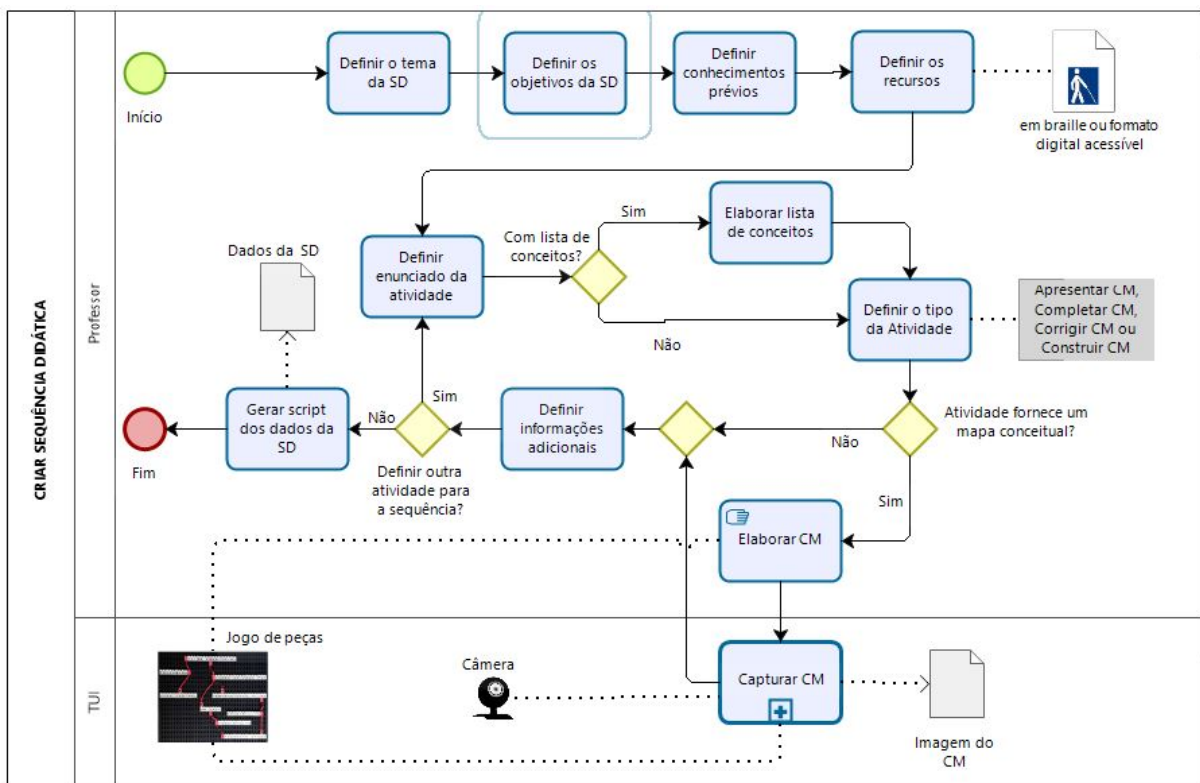 CRIAR SEQUÊNCIA DIDÁTICA
Professor
Início
Definir o tema
da SD
Definir os
objetivos da SD
Definir
conhecimentos
prévios
Definir os
recursos
em braille ou formato
digital acessível
Dados da SD
Definir
enunciado da
atividade
Com lista de
conceitos?
Sim
Elaborar lista
de conceitos
Não
Definir o tipo
da Atividade
Apresentar CM,
Completar CM,
Corrigir CM ou
Construir CM
Fim
Gerar script
dos dados da
SD
Não
Sim
Definir outra
atividade para
a sequência?
Definir
informações
adicionais
Não
Atividade fornece um
mapa conceitual?
Sim
Elaborar CM
TUI
Jogo de peças
Câmera
Capturar CM
Imagem do
CM